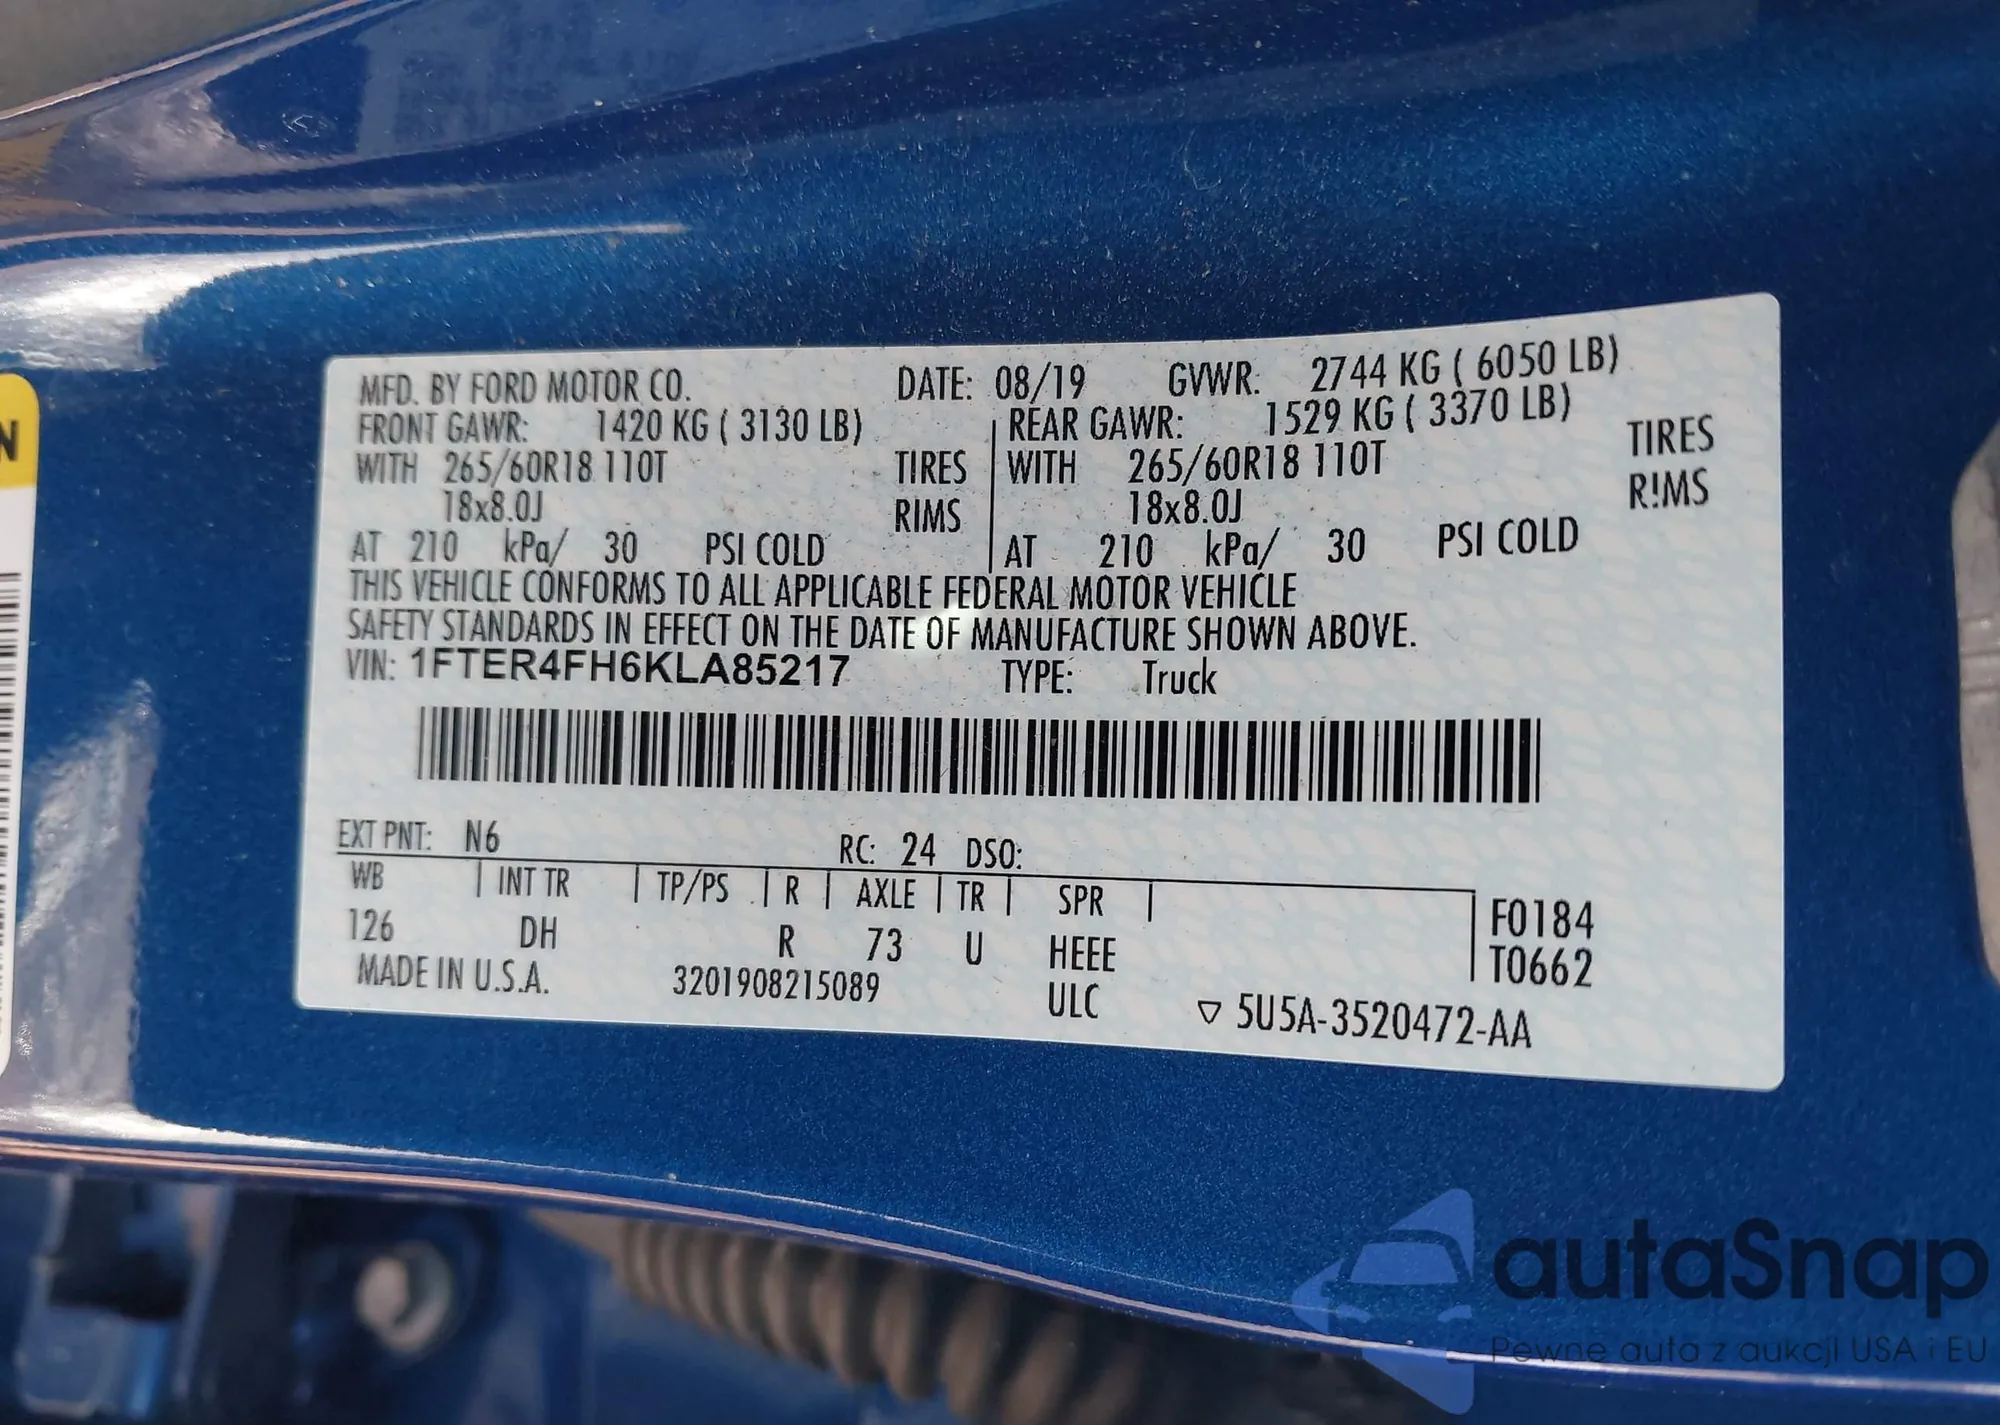 N
MFD. BY FORD MOTOR CO. DATE: 08/19 GVWR: 2744 KG ( 6050 LB)
FRONT GAWR: 1420 KG ( 3130 LB) REAR GAWR: 1529 KG ( 3370 LB)
WITH 265/60R18 110T TIRES WITH 265/60R18 110T TIRES
18x8.0J RIMS 18x8.0J R!MS
AT 210 kPa/ 30 PSI COLD AT 210 kPa/ 30 PSI COLD
THIS VEHICLE CONFORMS TO ALL APPLICABLE FEDERAL MOTOR VEHICLE
SAFETY STANDARDS IN EFFECT ON THE DATE OF MANUFACTURE SHOWN ABOVE.
VIN: 1FTER4FH6KLA85217 TYPE: Truck
EXT PNT: N6 RC: 24 DSO:
WB INT TR TP/PS R AXLE TR SPR F0184
126 DH R 73 U HEEE T0662
MADE IN U.S.A. 3201908215089 ULC ▽ 5U5A-3520472-AA
autaSnap
Pewne auta z aukcji USA i EU